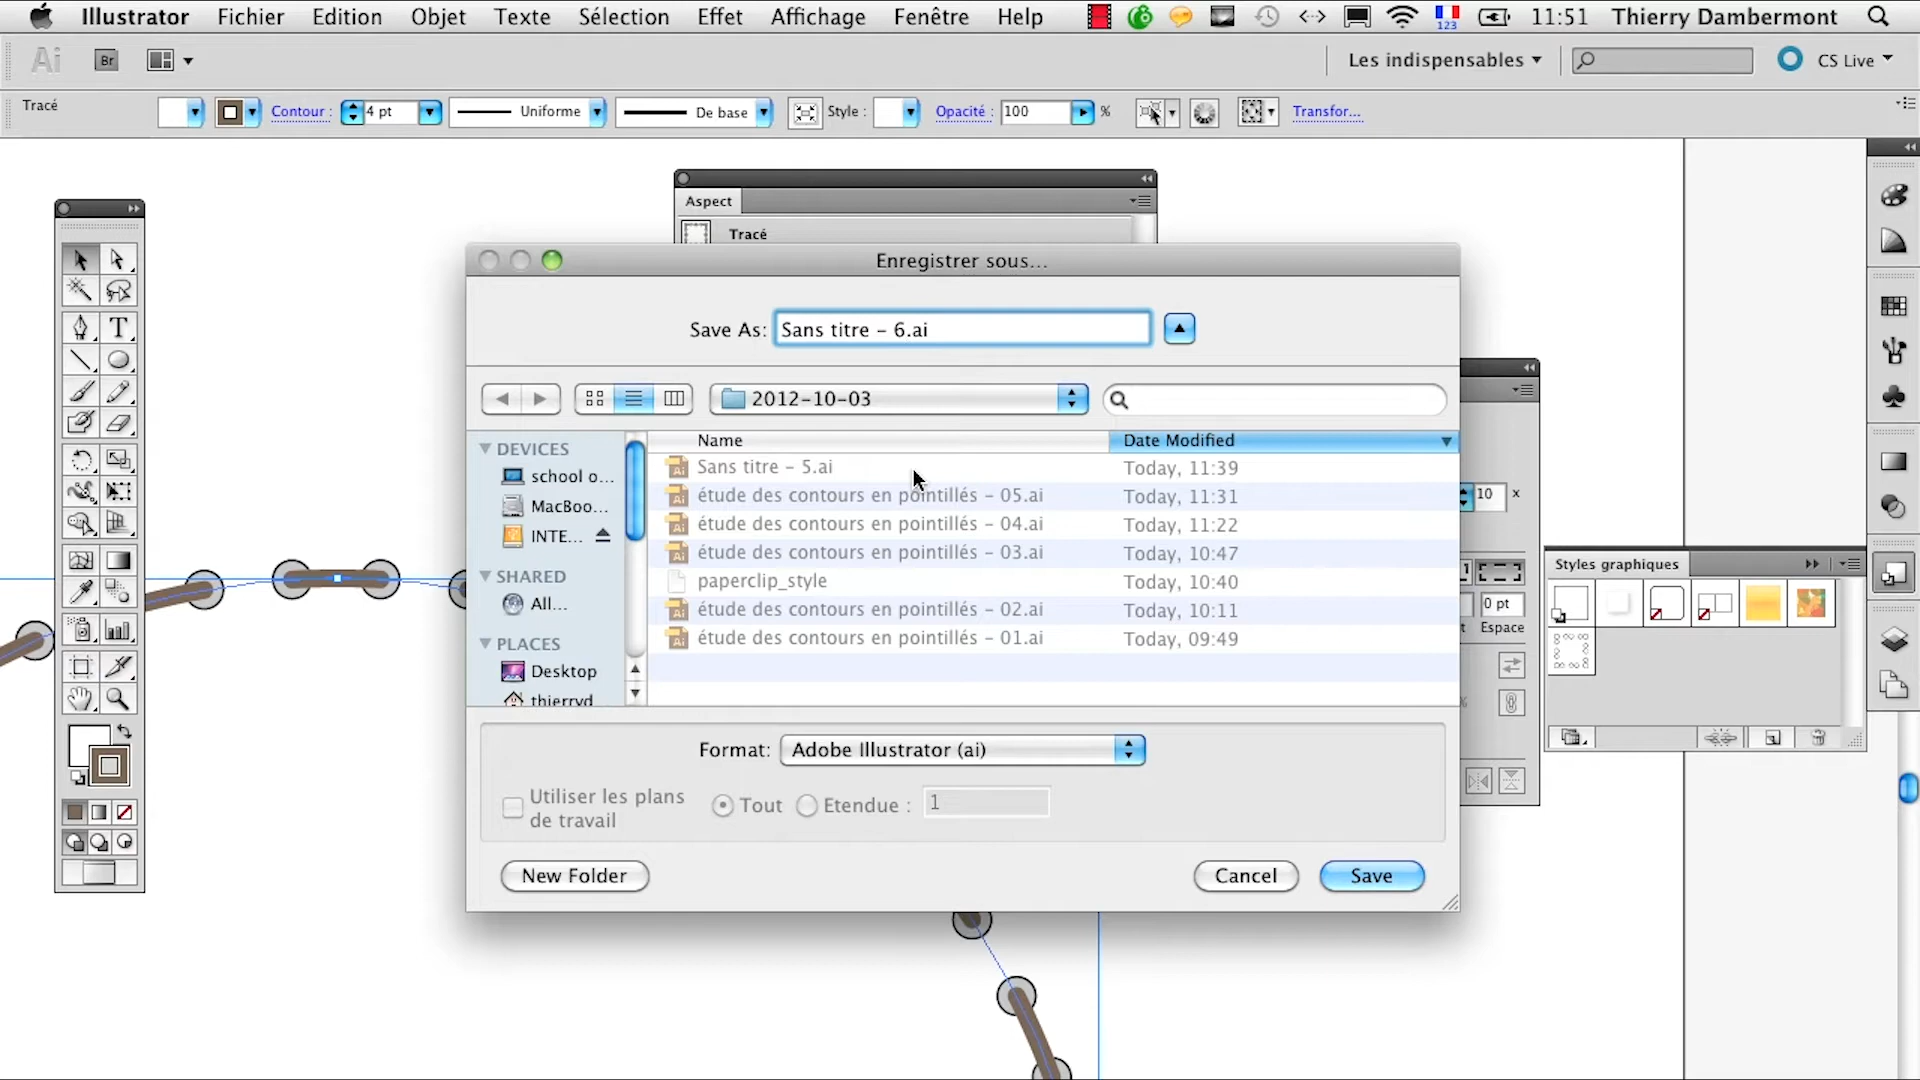 Illustrator Fichier Edition Objet Texte Sélection Effet Affichage Fenêtre Help 123 11:51 Thierry Dambermont
Ai Br Les indispensables CS Live
Tracé Contour : 4 pt Uniforme De base Style : Opacité : 100 % Transfor...
Aspect
Tracé
Enregistrer sous...
Save As: Sans titre – 6.ai
2012-10-03
Name Date Modified
DEVICES
school o...
MacBoo...
INTE...
SHARED
All...
PLACES
Desktop
thierryd
Sans titre – 5.ai Today, 11:39
étude des contours en pointillés – 05.ai Today, 11:31
étude des contours en pointillés – 04.ai Today, 11:22
étude des contours en pointillés – 03.ai Today, 10:47
paperclip_style Today, 10:40
étude des contours en pointillés – 02.ai Today, 10:11
étude des contours en pointillés – 01.ai Today, 09:49
Format: Adobe Illustrator (ai)
Utiliser les plans
de travail
Tout Etendue : 1
New Folder Cancel Save
10 x
0 pt
Espace
Styles graphiques